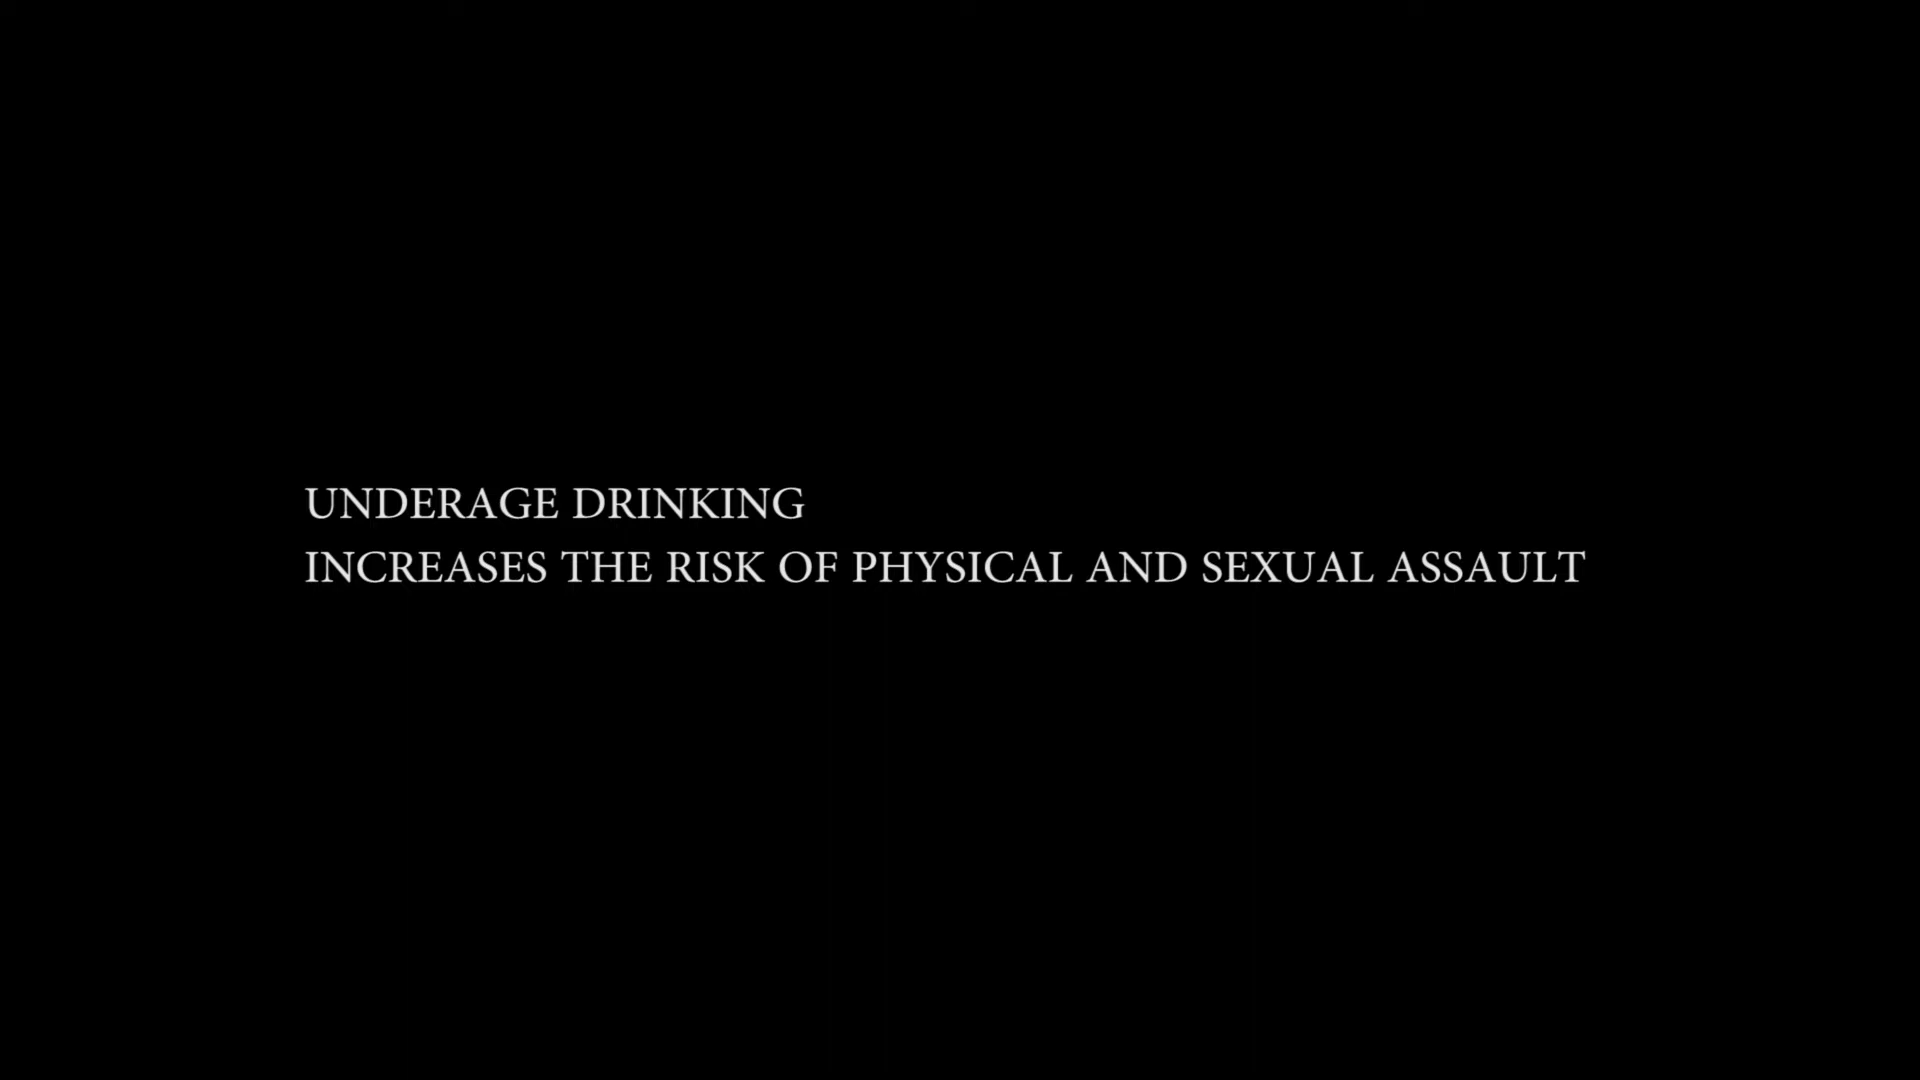 UNDERAGE DRINKING
INCREASES THE RISK OF PHYSICAL AND SEXUAL ASSAULT